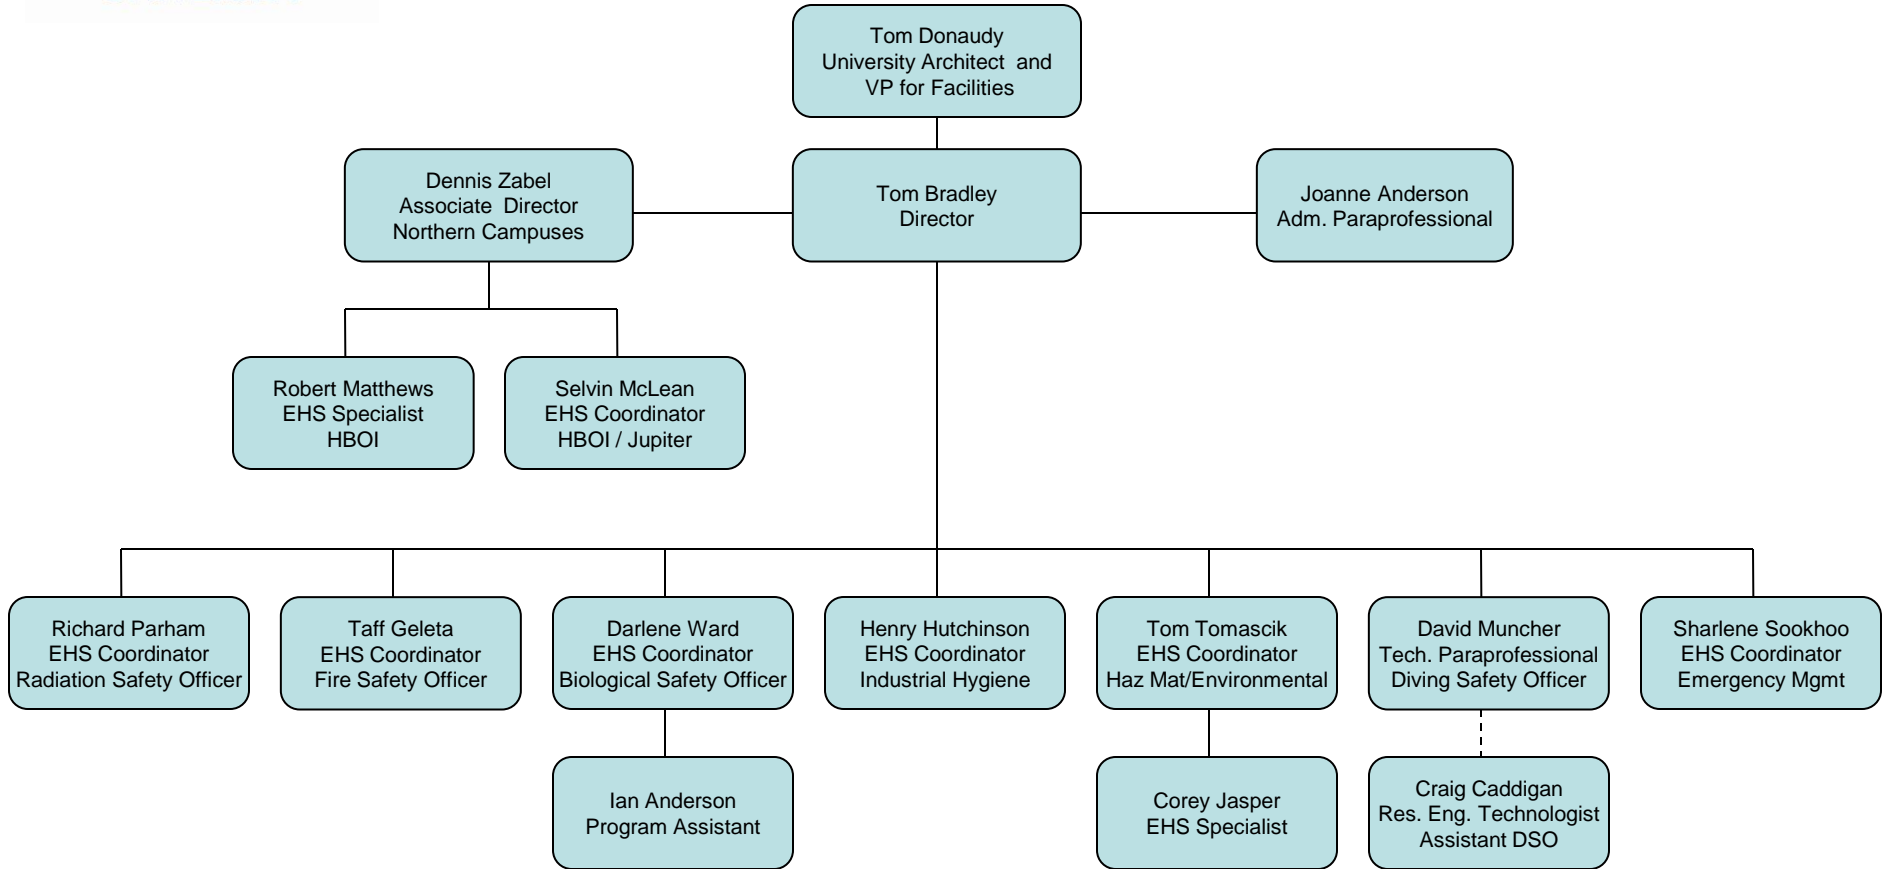 Tom Donaudy
University Architect and
VP for Facilities
Dennis Zabel
Associate Director
Northern Campuses
Tom Bradley
Director
Joanne Anderson
Adm. Paraprofessional
Robert Matthews
EHS Specialist
HBOI
Selvin McLean
EHS Coordinator
HBOI / Jupiter
Richard Parham
EHS Coordinator
Radiation Safety Officer
Taff Geleta
EHS Coordinator
Fire Safety Officer
Darlene Ward
EHS Coordinator
Biological Safety Officer
Henry Hutchinson
EHS Coordinator
Industrial Hygiene
Tom Tomascik
EHS Coordinator
Haz Mat/Environmental
David Muncher
Tech. Paraprofessional
Diving Safety Officer
Sharlene Sookhoo
EHS Coordinator
Emergency Mgmt
Ian Anderson
Program Assistant
Corey Jasper
EHS Specialist
Craig Caddigan
Res. Eng. Technologist
Assistant DSO